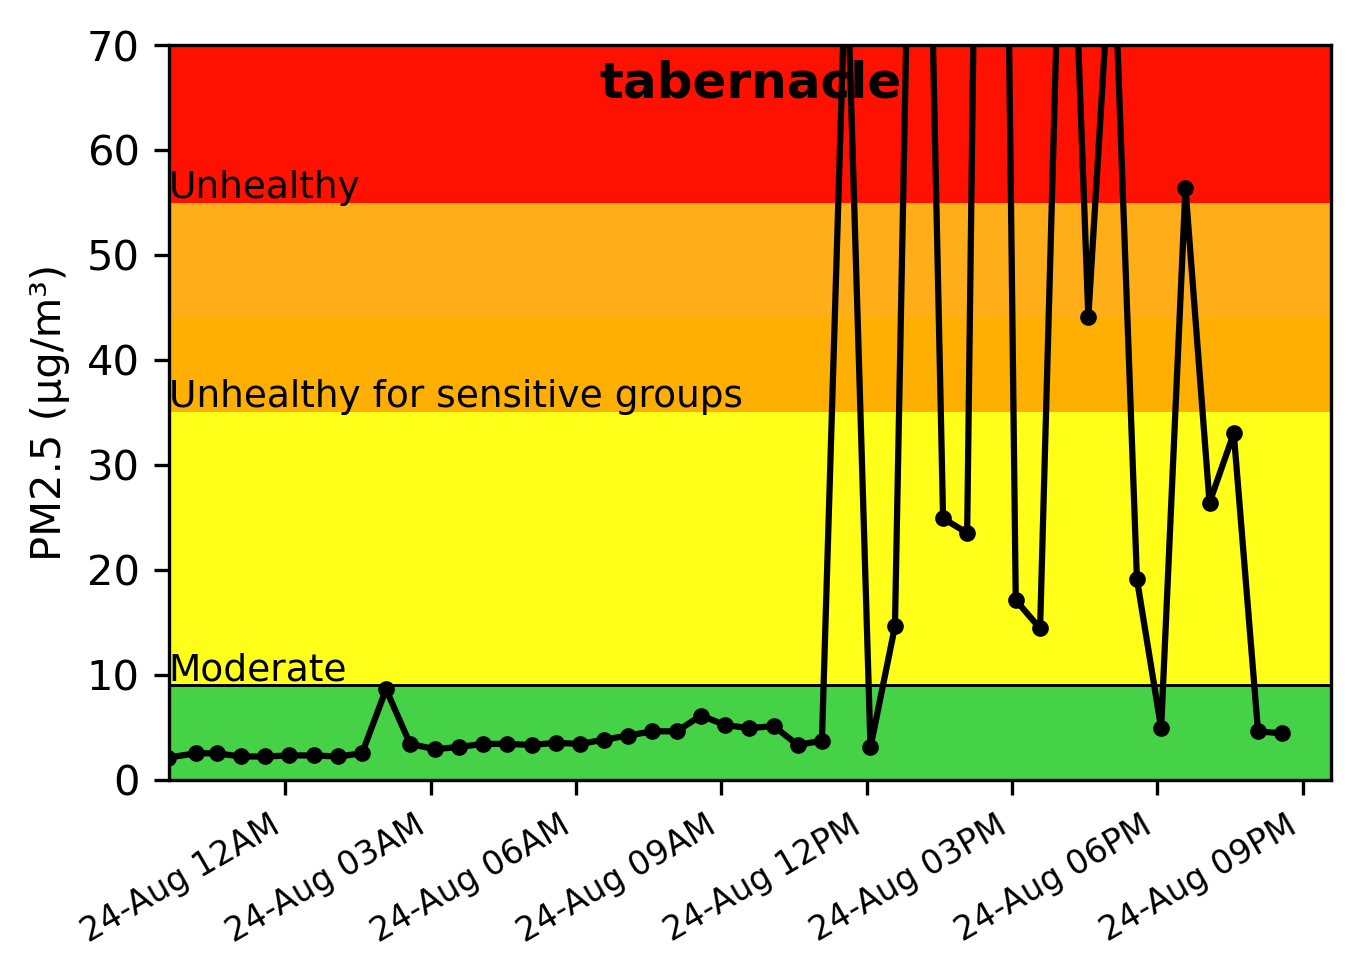 tabernacle
70
60
50
40
30
20
10
0
PM2.5 (µg/m³)
Unhealthy
Unhealthy for sensitive groups
Moderate
24-Aug 12AM
24-Aug 03AM
24-Aug 06AM
24-Aug 09AM
24-Aug 12PM
24-Aug 03PM
24-Aug 06PM
24-Aug 09PM